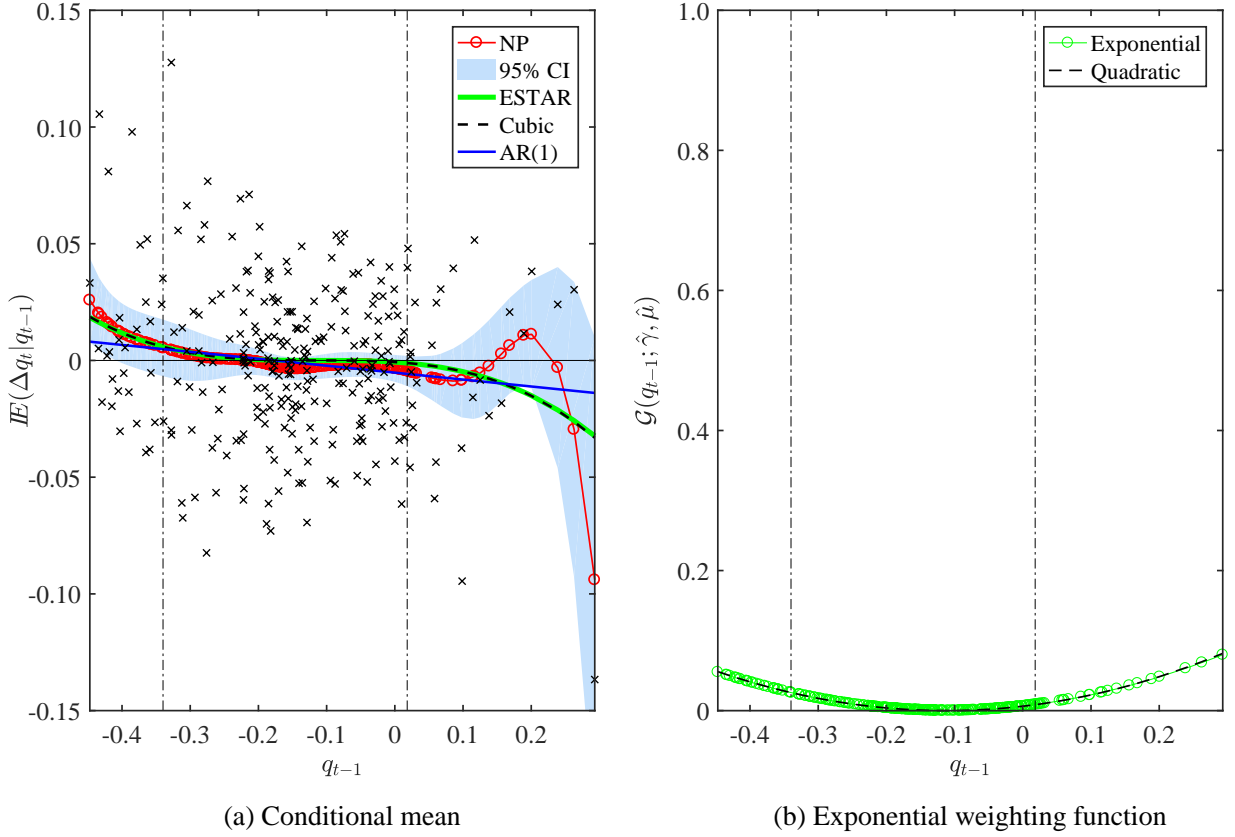 0.15
0.10
0.05
0
-0.05
-0.10
-0.15
IE(Δq_t | q_{t−1})
NP
95% CI
ESTAR
Cubic
AR(1)
-0.4 -0.3 -0.2 -0.1 0 0.1 0.2
q_{t−1}
(a) Conditional mean
1.0
0.8
0.6
0.4
0.2
0
G(q_{t−1}; γ̂, μ̂)
Exponential
Quadratic
-0.4 -0.3 -0.2 -0.1 0 0.1 0.2
q_{t−1}
(b) Exponential weighting function